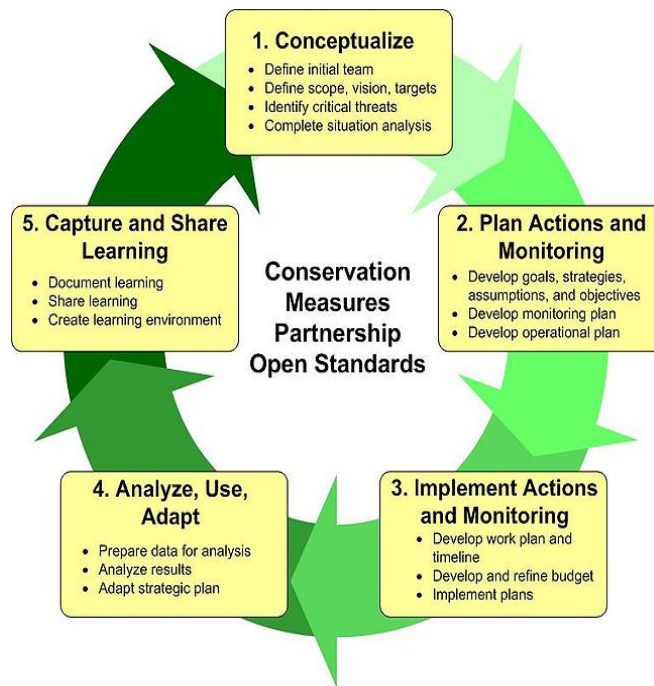 1. Conceptualize
• Define initial team
• Define scope, vision, targets
• Identify critical threats
• Complete situation analysis
2. Plan Actions and
Monitoring
• Develop goals, strategies,
assumptions, and objectives
• Develop monitoring plan
• Develop operational plan
3. Implement Actions
and Monitoring
• Develop work plan and
timeline
• Develop and refine budget
• Implement plans
4. Analyze, Use,
Adapt
• Prepare data for analysis
• Analyze results
• Adapt strategic plan
5. Capture and Share
Learning
• Document learning
• Share learning
• Create learning environment
Conservation
Measures
Partnership
Open Standards